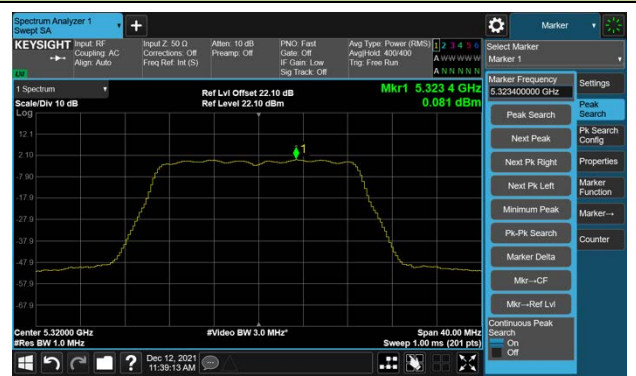 Spectrum Analyzer 1
Swept SA
Marker
KEYSIGHT
Input: RF
Coupling: AC
Align: Auto
Input Z: 50 Ω
Corrections: Off
Freq Ref: Int (S)
Atten: 10 dB
Preamp: Off
PNO: Fast
Gate: Off
IF Gain: Low
Sig Track: Off
Avg Type: Power (RMS)
Avg|Hold: 400/400
Trig: Free Run
1 2 3 4 5 6
A W W W W W
A N N N N N
LU
Select Marker
Marker 1
1 Spectrum
Scale/Div 10 dB
Log
Ref Lvl Offset 22.10 dB
Ref Level 22.10 dBm
Mkr1 5.323 4 GHz
0.081 dBm
12.1
2.10
-7.90
-17.9
-27.9
-37.9
-47.9
-57.9
-67.9
1
Center 5.32000 GHz
#Res BW 1.0 MHz
#Video BW 3.0 MHz*
Span 40.00 MHz
Sweep 1.00 ms (201 pts)
Marker Frequency
5.323400000 GHz
Peak Search
Next Peak
Next Pk Right
Next Pk Left
Minimum Peak
Pk-Pk Search
Marker Delta
Mkr→CF
Mkr→Ref Lvl
Continuous Peak
Search
On
Off
Settings
Peak
Search
Pk Search
Config
Properties
Marker
Function
Marker→
Counter
?
Dec 12, 2021
11:39:13 AM